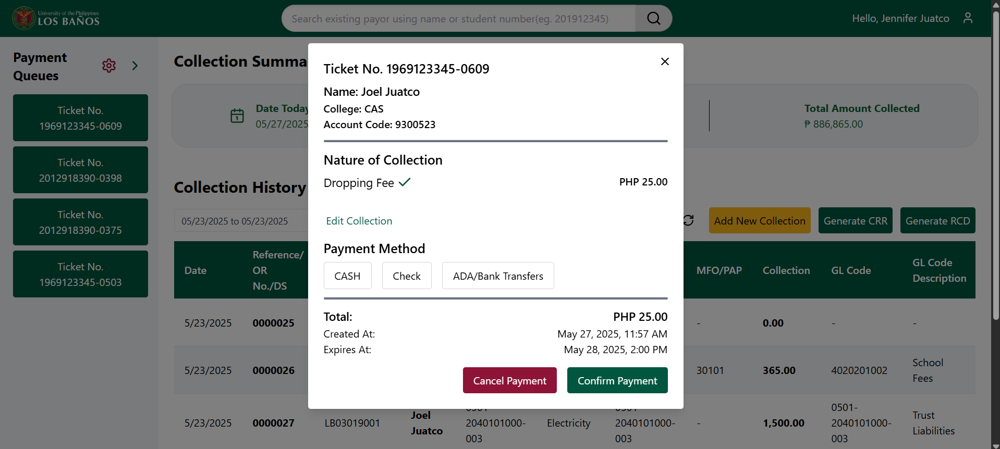 University of the Philippines
LOS BAÑOS
Search existing payor using name or student number(eg. 201912345)
Hello, Jennifer Juatco
Payment
Queues
Ticket No.
1969123345-0609
Ticket No.
2012918390-0398
Ticket No.
2012918390-0375
Ticket No.
1969123345-0503
Collection Summa
Date Today
05/27/2025
Total Amount Collected
₱ 886,865.00
Collection History
05/23/2025 to 05/23/2025
Add New Collection
Generate CRR
Generate RCD
Ticket No. 1969123345-0609
Name: Joel Juatco
College: CAS
Account Code: 9300523
Nature of Collection
Dropping Fee
PHP 25.00
Edit Collection
Payment Method
CASH
Check
ADA/Bank Transfers
Total:
PHP 25.00
Created At:
May 27, 2025, 11:57 AM
Expires At:
May 28, 2025, 2:00 PM
Cancel Payment
Confirm Payment
Date
Reference/
OR
No./DS
MFO/PAP
Collection
GL Code
GL Code
Description
5/23/2025
0000025
-
0.00
-
-
5/23/2025
0000026
30101
365.00
4020201002
School
Fees
5/23/2025
0000027
LB03019001
Joel
Juatco
2040101000-
003
Electricity
2040101000-
003
-
1,500.00
0501-
2040101000-
003
Trust
Liabilities